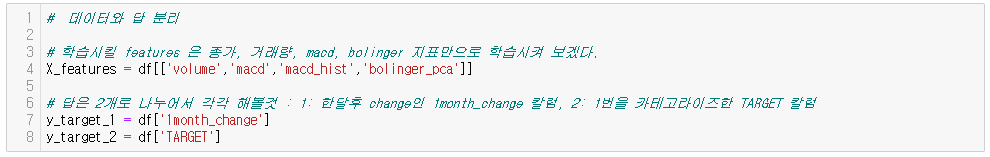 1 #  데이터와 답 분리
2
3 # 학습시킬 features 은 종가, 거래량, macd, bolinger 지표만으로 학습시켜 보겠다.
4 X_features = df[['volume','macd','macd_hist','bolinger_pca']]
5
6 # 답은 2개로 나누어서 각각 해볼것 : 1: 한달후 change인 1month_change 칼럼, 2: 1번을 카테고라이즈한 TARGET 칼럼
7 y_target_1 = df['1month_change']
8 y_target_2 = df['TARGET']